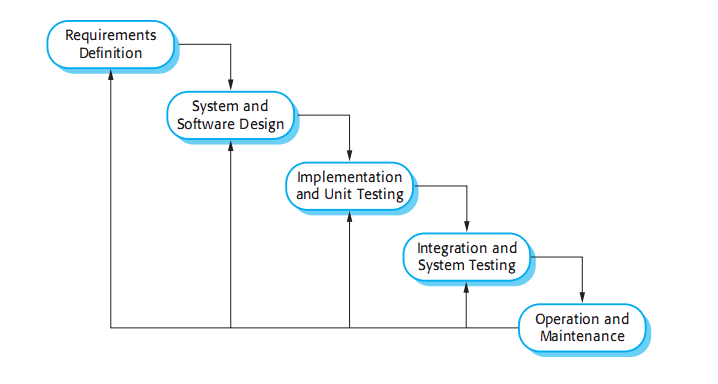 Requirements
Definition
System and
Software Design
Implementation
and Unit Testing
Integration and
System Testing
Operation and
Maintenance